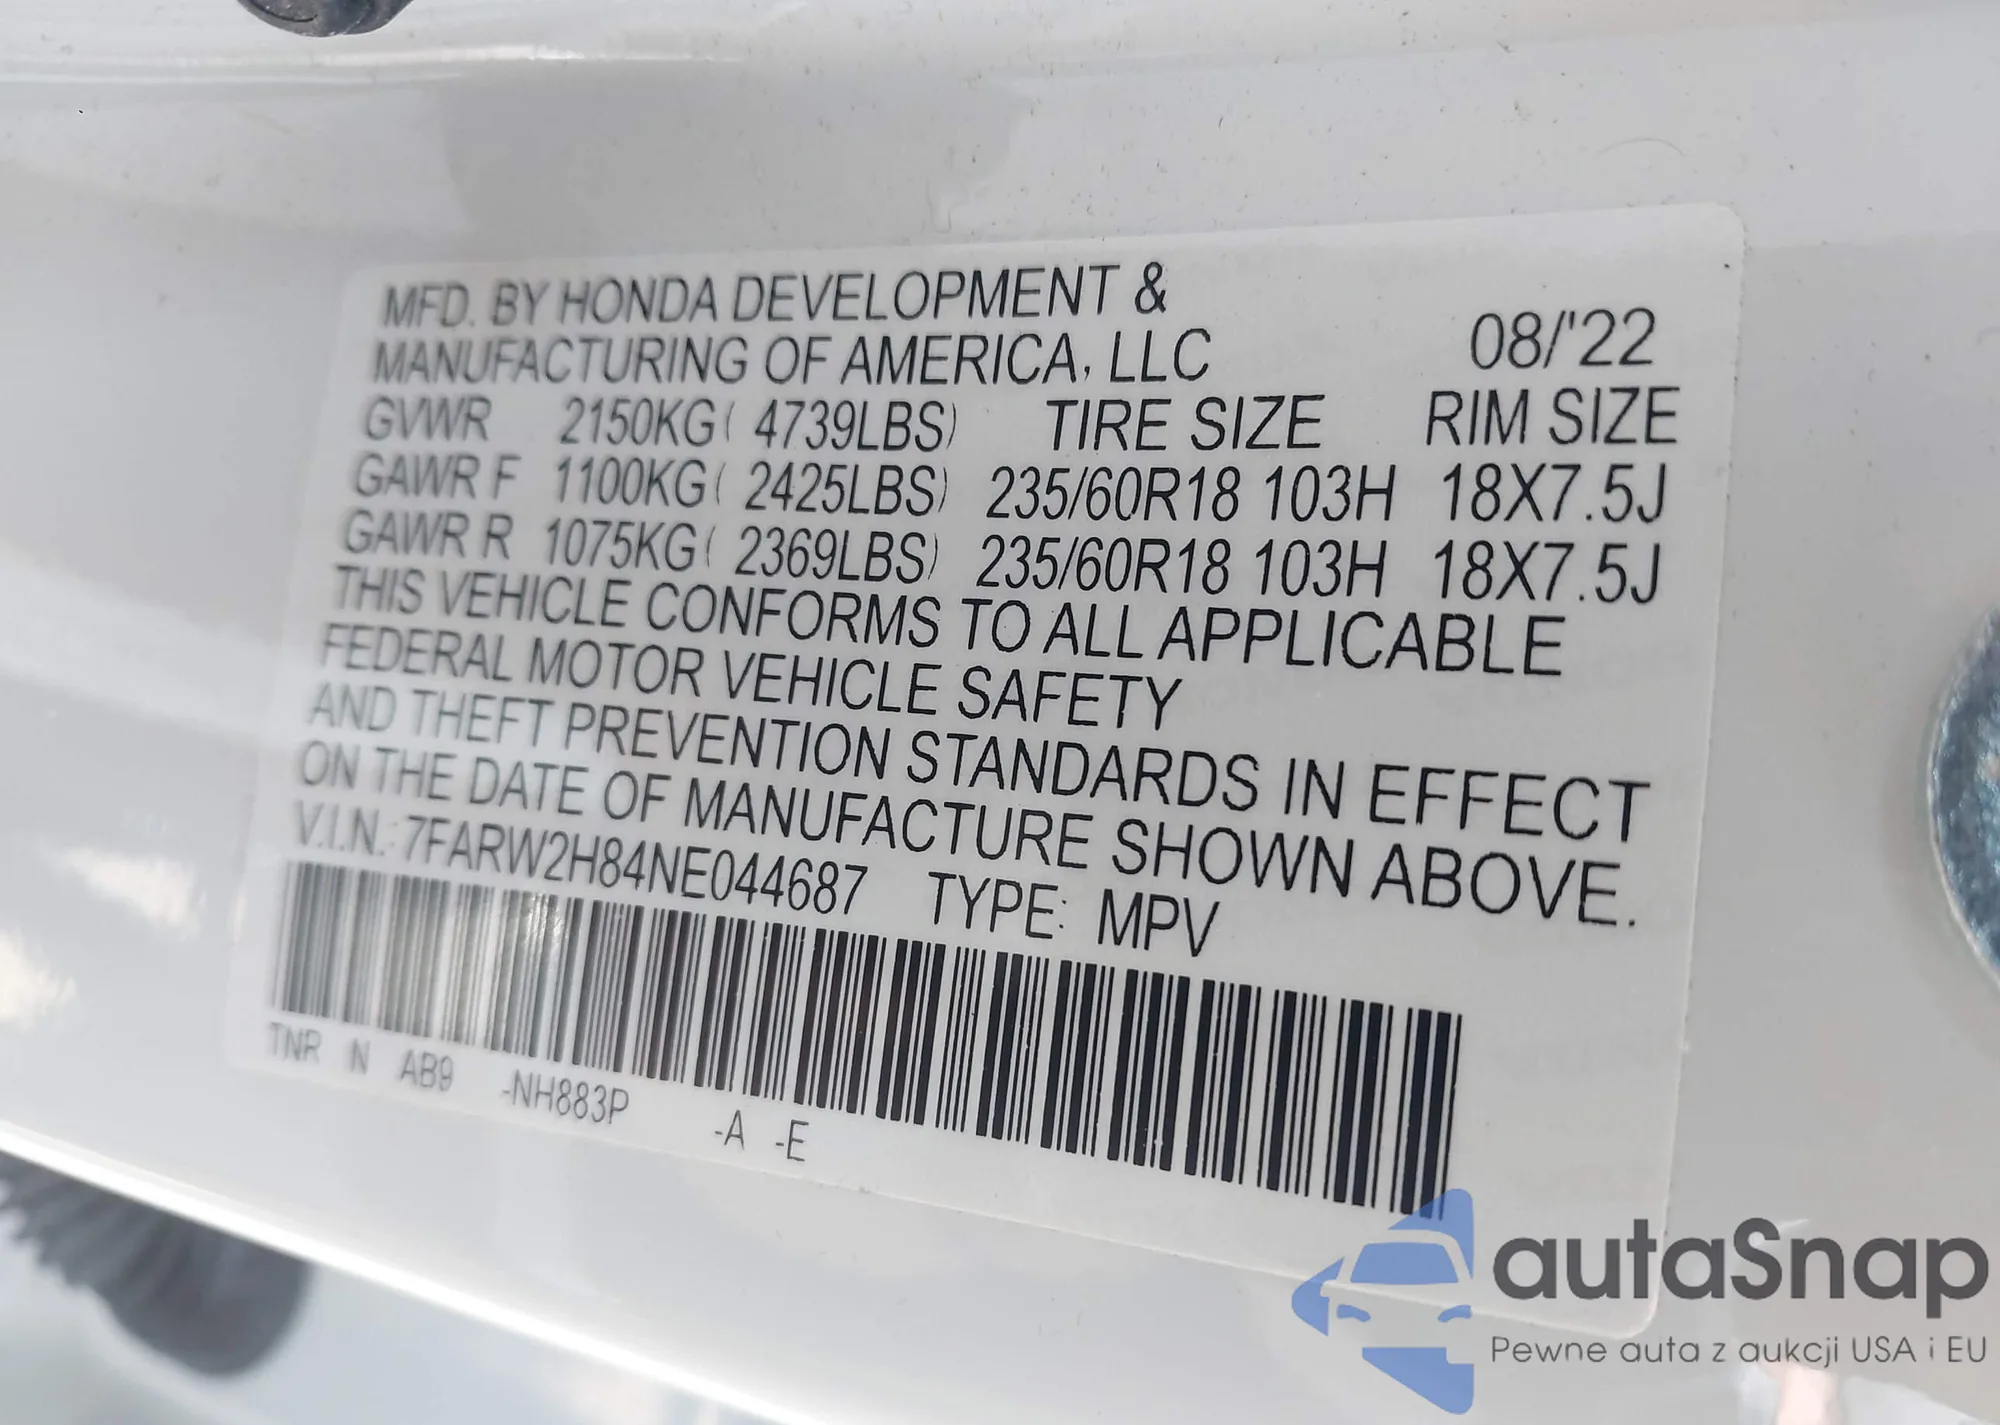 MFD. BY HONDA DEVELOPMENT &
MANUFACTURING OF AMERICA, LLC 08/'22
GVWR 2150KG( 4739LBS) TIRE SIZE RIM SIZE
GAWR F 1100KG( 2425LBS) 235/60R18 103H 18X7.5J
GAWR R 1075KG( 2369LBS) 235/60R18 103H 18X7.5J
THIS VEHICLE CONFORMS TO ALL APPLICABLE
FEDERAL MOTOR VEHICLE SAFETY
AND THEFT PREVENTION STANDARDS IN EFFECT
ON THE DATE OF MANUFACTURE SHOWN ABOVE.
V.I.N.: 7FARW2H84NE044687 TYPE: MPV
TNR N AB9 -NH883P -A -E
autaSnap
Pewne auta z aukcji USA i EU